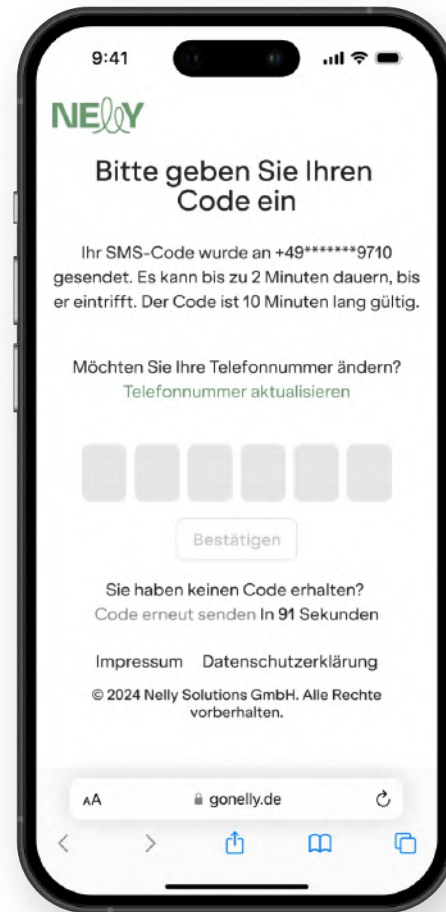 9:41
NEllY
Bitte geben Sie Ihren
Code ein
Ihr SMS-Code wurde an +49*******9710
gesendet. Es kann bis zu 2 Minuten dauern, bis
er eintrifft. Der Code ist 10 Minuten lang gültig.
Möchten Sie Ihre Telefonnummer ändern?
Telefonnummer aktualisieren
Bestätigen
Sie haben keinen Code erhalten?
Code erneut senden In 91 Sekunden
Impressum Datenschutzerklärung
© 2024 Nelly Solutions GmbH. Alle Rechte
vorberhalten.
AA gonelly.de